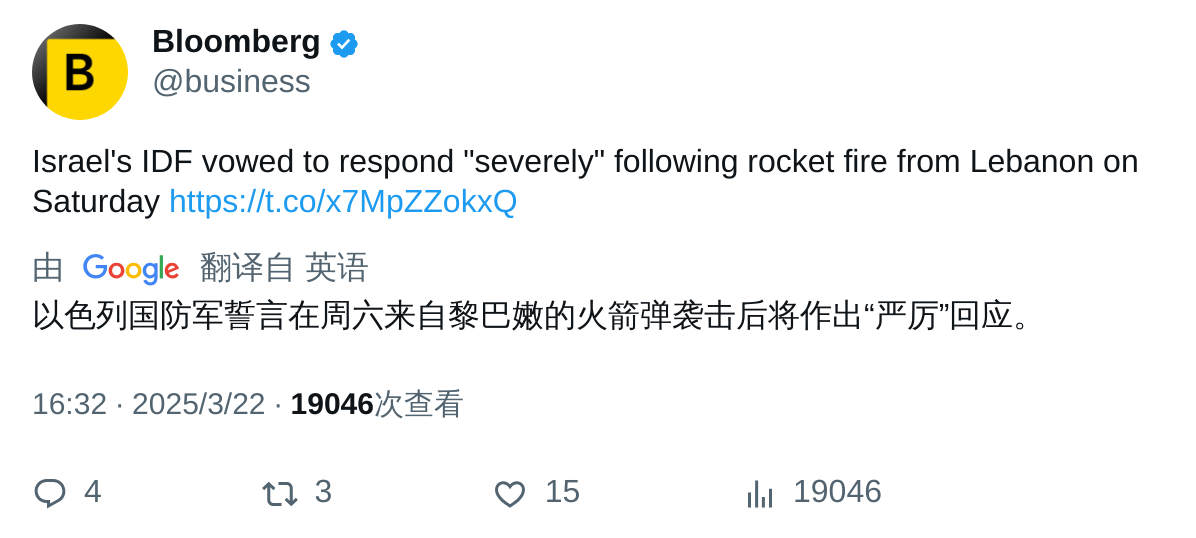 B
Bloomberg
@business
Israel's IDF vowed to respond "severely" following rocket fire from Lebanon on
Saturday https://t.co/x7MpZZokxQ
由 Google 翻译自 英语
以色列国防军誓言在周六来自黎巴嫩的火箭弹袭击后将作出“严厉”回应。
16:32 · 2025/3/22 · 19046次查看
4 3 15 19046